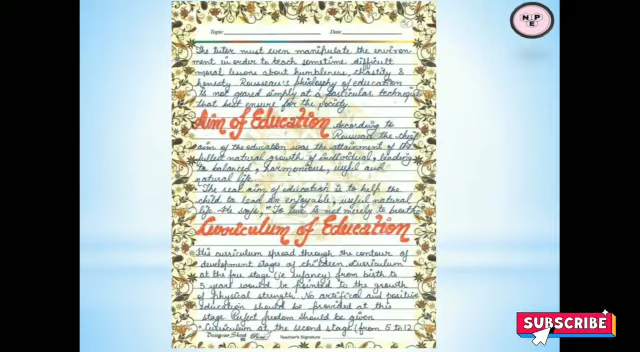 Topic Date
The tutor must even manipulate the environ
ment in order to teach sometime difficult
moral lessons about humbleness, chastity &
honesty Rousseau's philosophy of education
is not geared simply at a particular technique
that best ensure for the society
Aim of Education According to
Rousseau the chief
aim of the education was the attainment of the
fullest natural growth of individual, leading
to balanced, harmonious, useful and
natural life.
The real aim of education is to help the
child to lead an enjoyable, useful natural
life. He says, "To live is not merely to breathe
Curriculum of Education
His curriculum spread through the contour of
development stages of children. Curriculum
at the free stage (ie infancy) from birth to
5 years would be pointed to the growth
of physical strength. No artificial and positive
education should be provided at this
stage. Perfect freedom should be given
Curriculum at the second stage (from 5 to 12
Designer Sheet Teacher's Signature
NPE
SUBSCRIBE